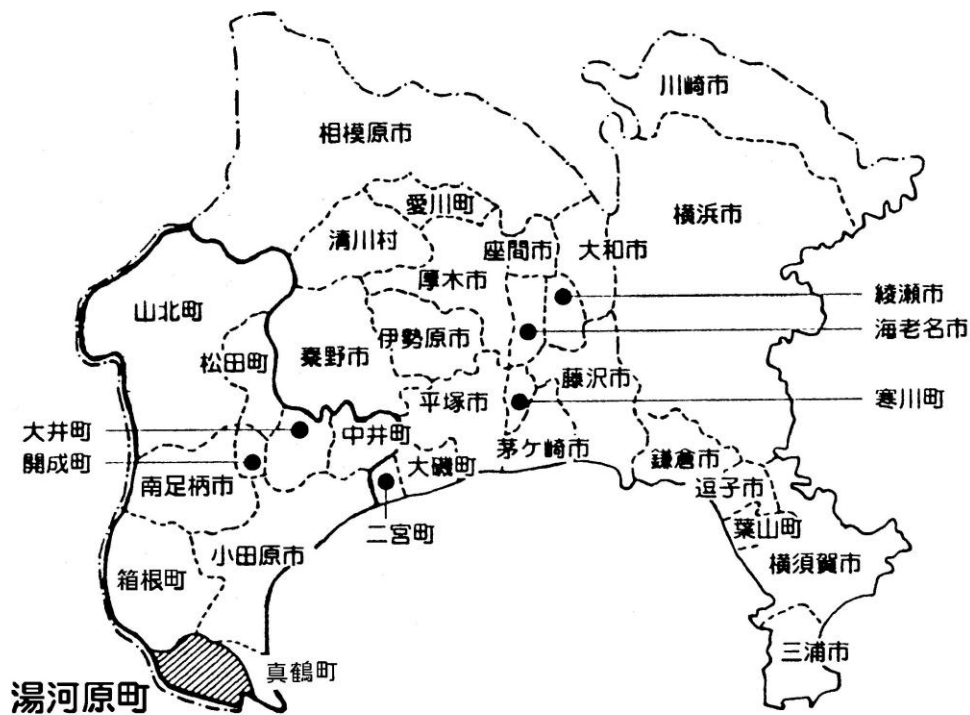 川崎市
相模原市
横浜市
愛川町
清川村
座間市
大和市
厚木市
綾瀬市
山北町
海老名市
伊勢原市
秦野市
松田町
藤沢市
平塚市
寒川町
大井町
中井町
茅ケ崎市
開成町
大磯町
鎌倉市
南足柄市
逗子市
二宮町
葉山町
小田原市
横須賀市
箱根町
三浦市
真鶴町
湯河原町